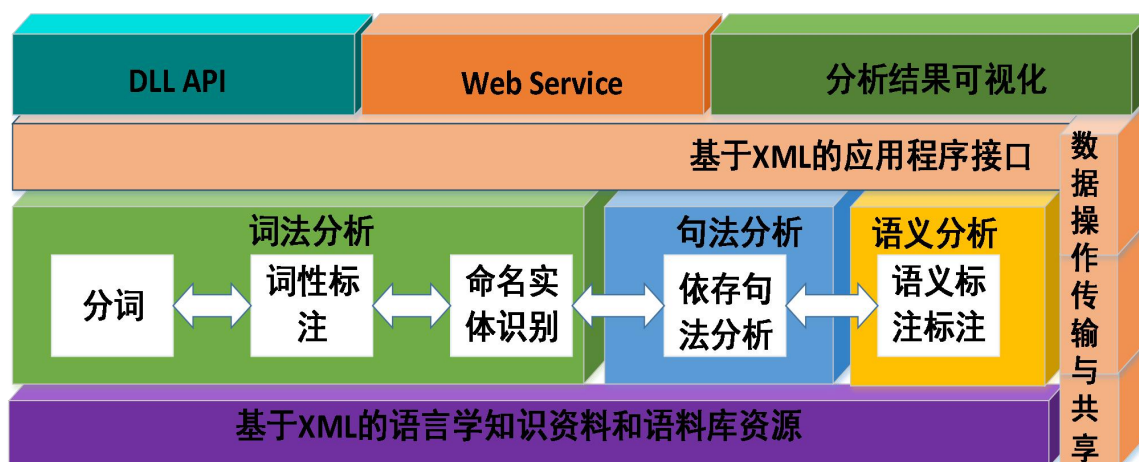 DLL API
Web Service
分析结果可视化
基于XML的应用程序接口
数
据
操
作
传
输
与
共
享
词法分析
句法分析
语义分析
分词
词性标
注
命名实
体识别
依存句
法分析
语义标
注标注
基于XML的语言学知识资料和语料库资源